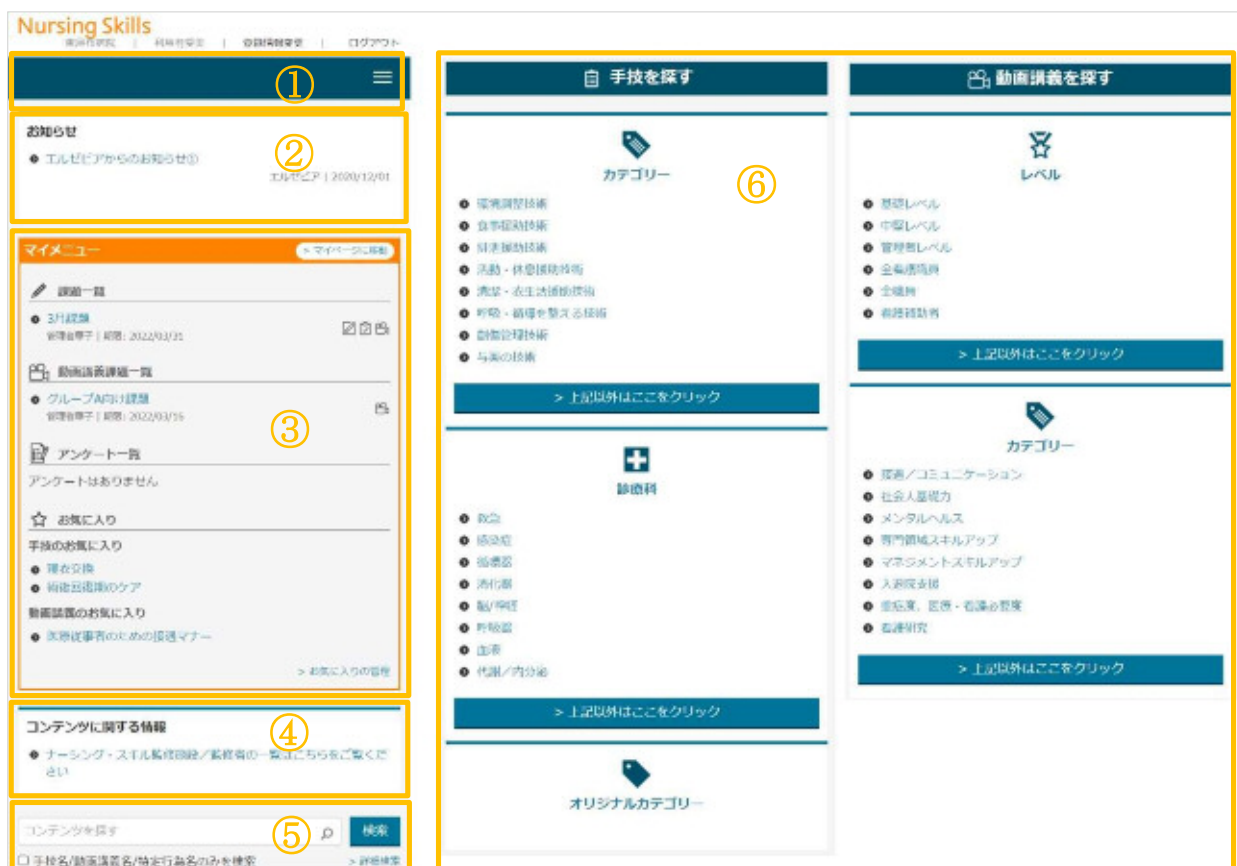 Nursing Skills
登録情報変更 | ログアウト
①
お知らせ
エルゼビアからのお知らせ①
②
エルゼビア | 2020/12/01
マイメニュー
> マイページに移動
課題一覧
3月課題
管理者華子 | 期限: 2022/03/31
動画講義課題一覧
グループA向け課題
管理者華子 | 期限: 2022/03/16
③
アンケート一覧
アンケートはありません
お気に入り
手技のお気に入り
寝衣交換
術後回復期のケア
動画講義のお気に入り
医療従事者のための接遇マナー
> お気に入りの管理
コンテンツに関する情報
④
ナーシング・スキル監修施設/監修者の一覧はこちらをご覧くだ
さい
コンテンツを探す
⑤
検索
手技名/動画講義名/特定行為名のみを検索
> 詳細検索
手技を探す
カテゴリー
⑥
環境調整技術
食事援助技術
排泄援助技術
活動・休息援助技術
清潔・衣生活援助技術
呼吸・循環を整える技術
創傷管理技術
与薬の技術
> 上記以外はここをクリック
診療科
救急
感染症
循環器
消化器
脳/神経
呼吸器
血液
代謝/内分泌
> 上記以外はここをクリック
オリジナルカテゴリー
動画講義を探す
レベル
基礎レベル
中堅レベル
管理者レベル
全看護職員
全職員
看護補助者
> 上記以外はここをクリック
カテゴリー
接遇/コミュニケーション
社会人基礎力
メンタルヘルス
専門領域スキルアップ
マネジメントスキルアップ
入退院支援
重症度、医療・看護必要度
看護研究
> 上記以外はここをクリック